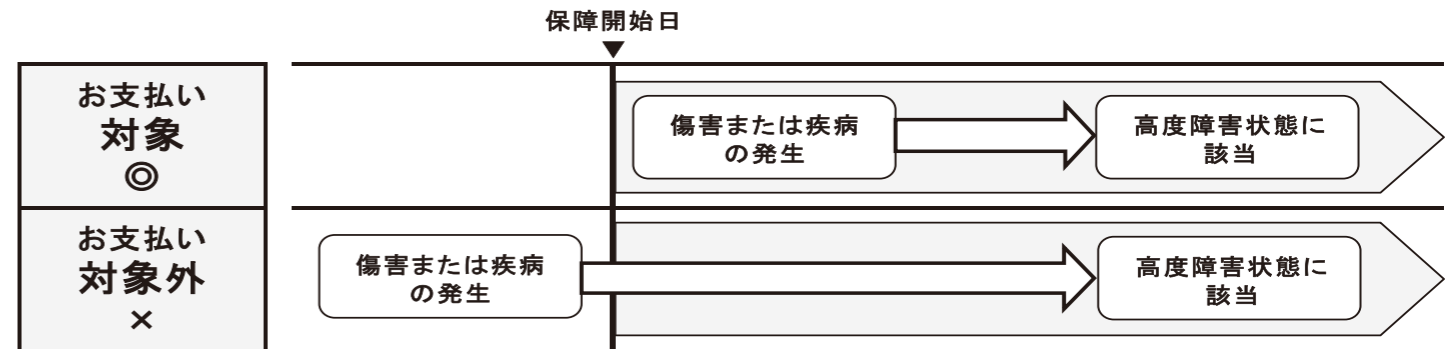 保障開始日
▼
お支払い
対象
◎
傷害または疾病
の発生
高度障害状態に
該当
お支払い
対象外
×
傷害または疾病
の発生
高度障害状態に
該当